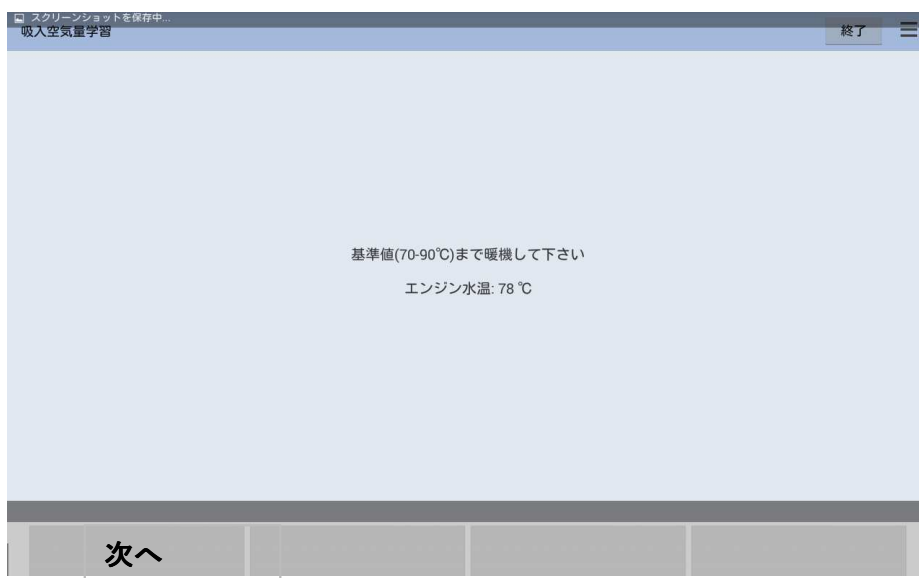 スクリーンショットを保存中...
吸入空気量学習
終了
基準値(70-90℃)まで暖機して下さい
エンジン水温: 78 ℃
次へ